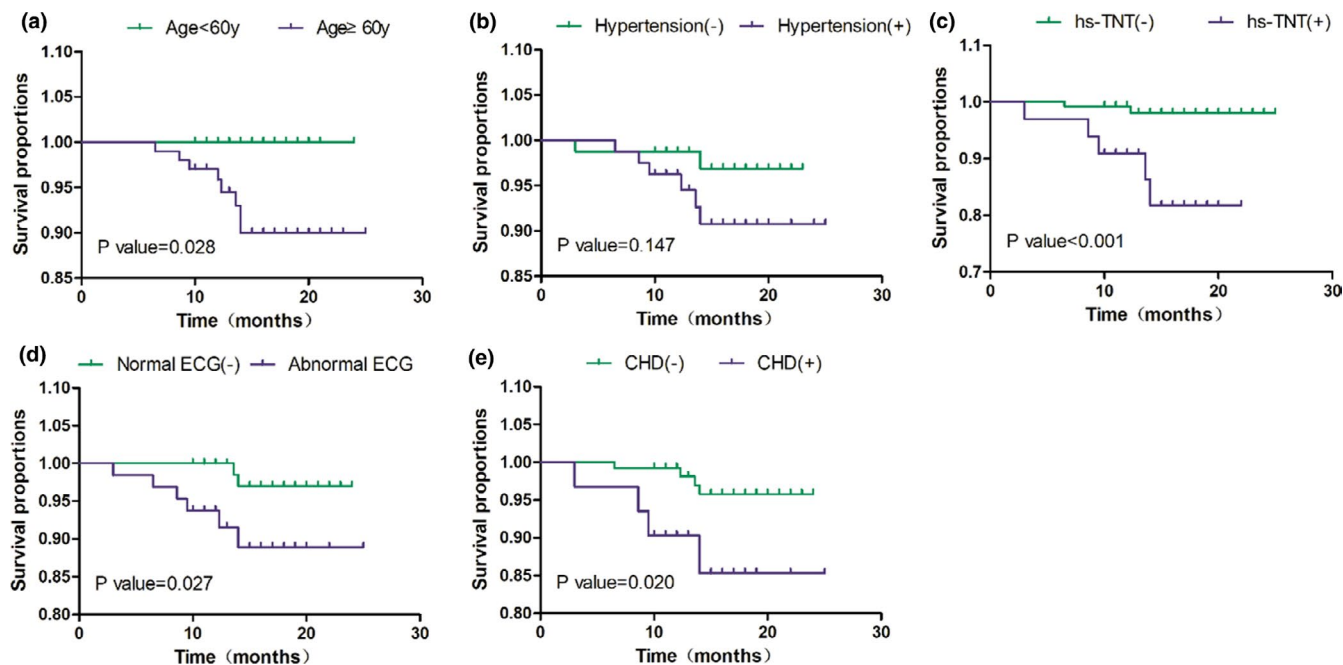 (a)
Age<60y Age≥ 60y
1.10
1.05
1.00
0.95
0.90
0.85
Survival proportions
P value=0.028
0 10 20 30
Time（months）
(b)
Hypertension(-) Hypertension(+)
1.10
1.05
1.00
0.95
0.90
0.85
Survival proportions
P value=0.147
0 10 20 30
Time（months）
(c)
hs-TNT(-) hs-TNT(+)
1.1
1.0
0.9
0.8
0.7
Survival proportions
P value<0.001
0 10 20 30
Time（months）
(d)
Normal ECG(-) Abnormal ECG
1.10
1.05
1.00
0.95
0.90
0.85
0.80
Survival proportions
P value=0.027
0 10 20 30
Time（months）
(e)
CHD(-) CHD(+)
1.10
1.05
1.00
0.95
0.90
0.85
0.80
Survival proportions
P value=0.020
0 10 20 30
Time（months）